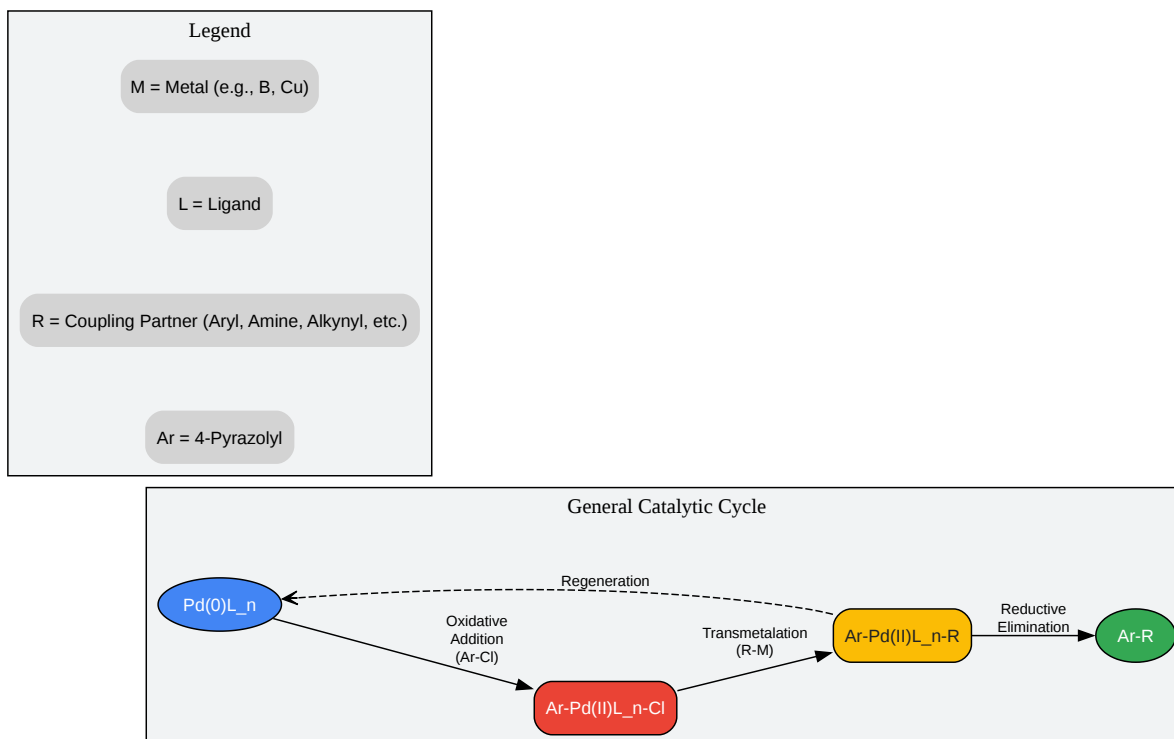 Legend
M = Metal (e.g., B, Cu)
L = Ligand
R = Coupling Partner (Aryl, Amine, Alkynyl, etc.)
Ar = 4-Pyrazolyl
General Catalytic Cycle
Regeneration
Pd(0)L_n
Oxidative
Addition
(Ar-Cl)
Transmetalation
(R-M)
Ar-Pd(II)L_n-R
Reductive
Elimination
Ar-R
Ar-Pd(II)L_n-Cl